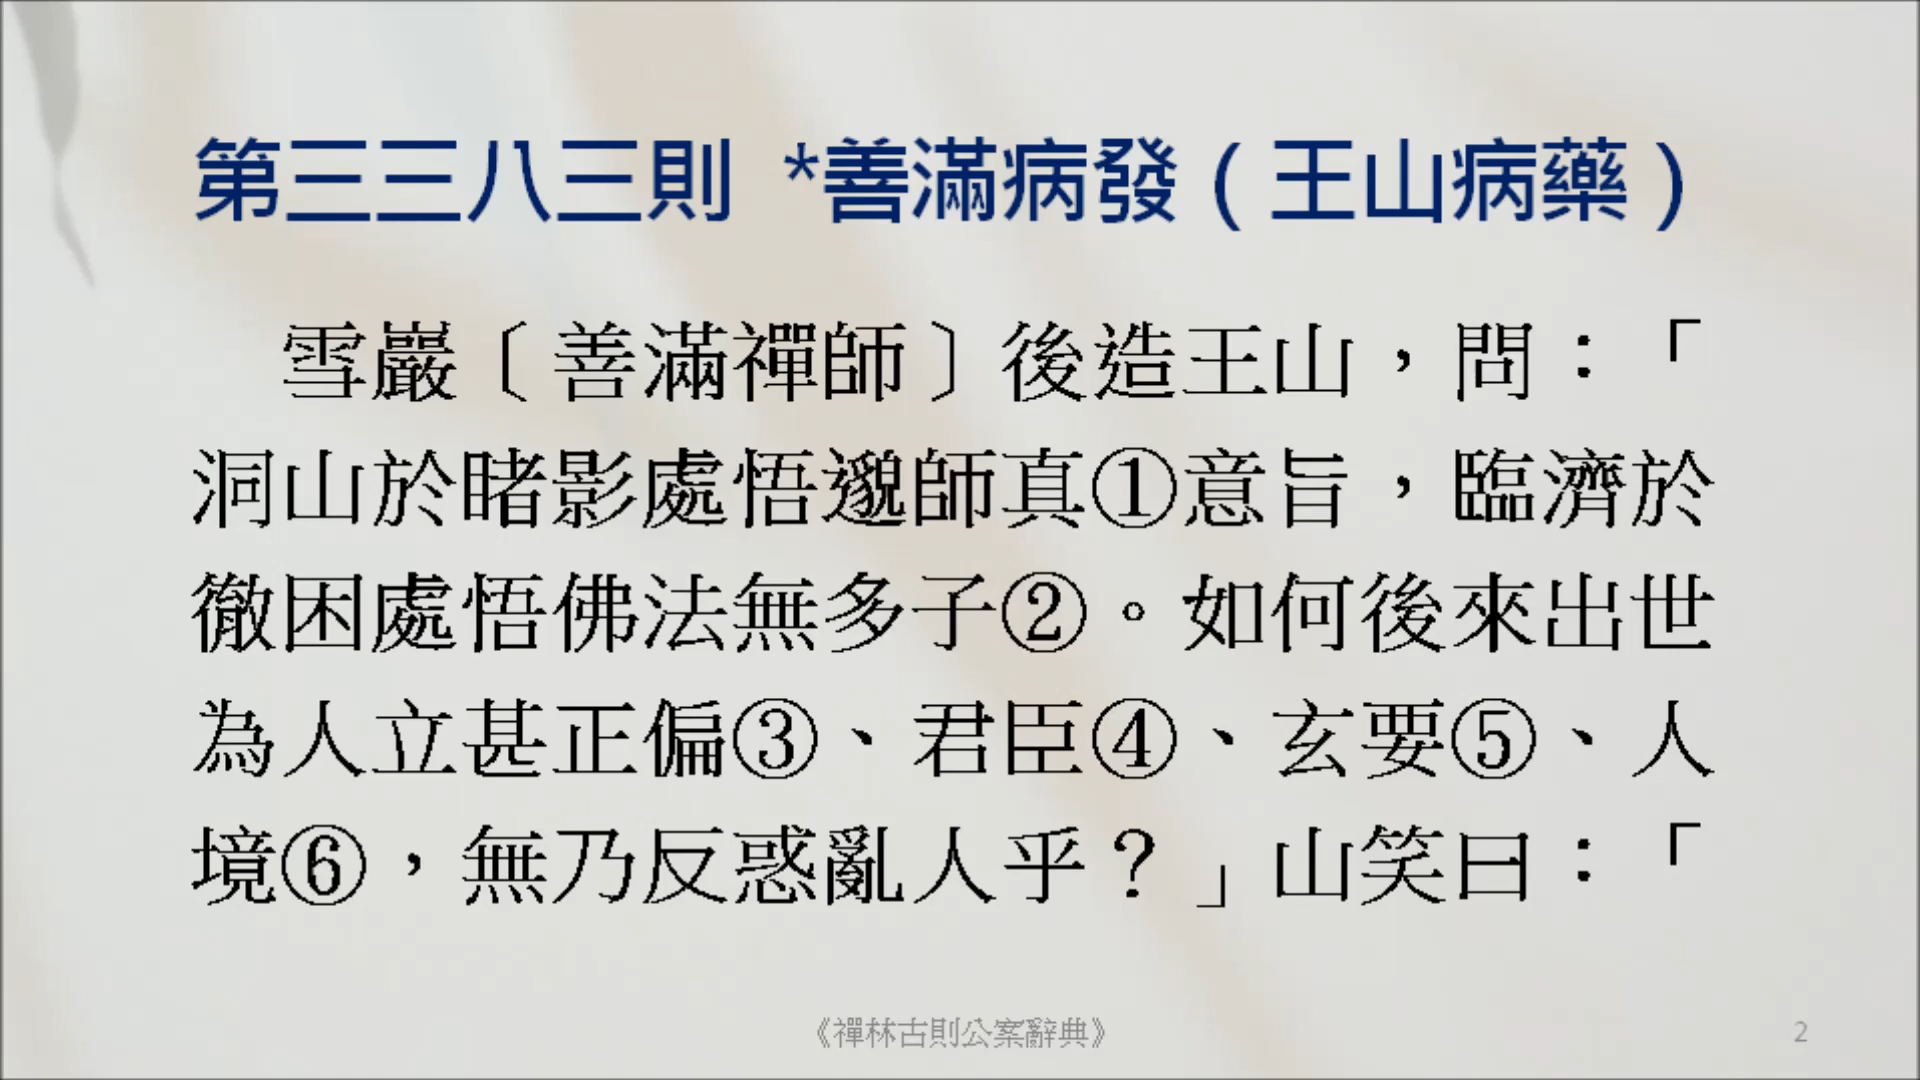 第三三八三則 *善滿病發（王山病藥）
雪巖〔善滿禪師〕後造王山，問：「
洞山於睹影處悟邈師真①意旨，臨濟於
徹困處悟佛法無多子②。如何後來出世
為人立甚正偏③、君臣④、玄要⑤、人
境⑥，無乃反惑亂人乎？」山笑曰：「
《禪林古則公案辭典》
2